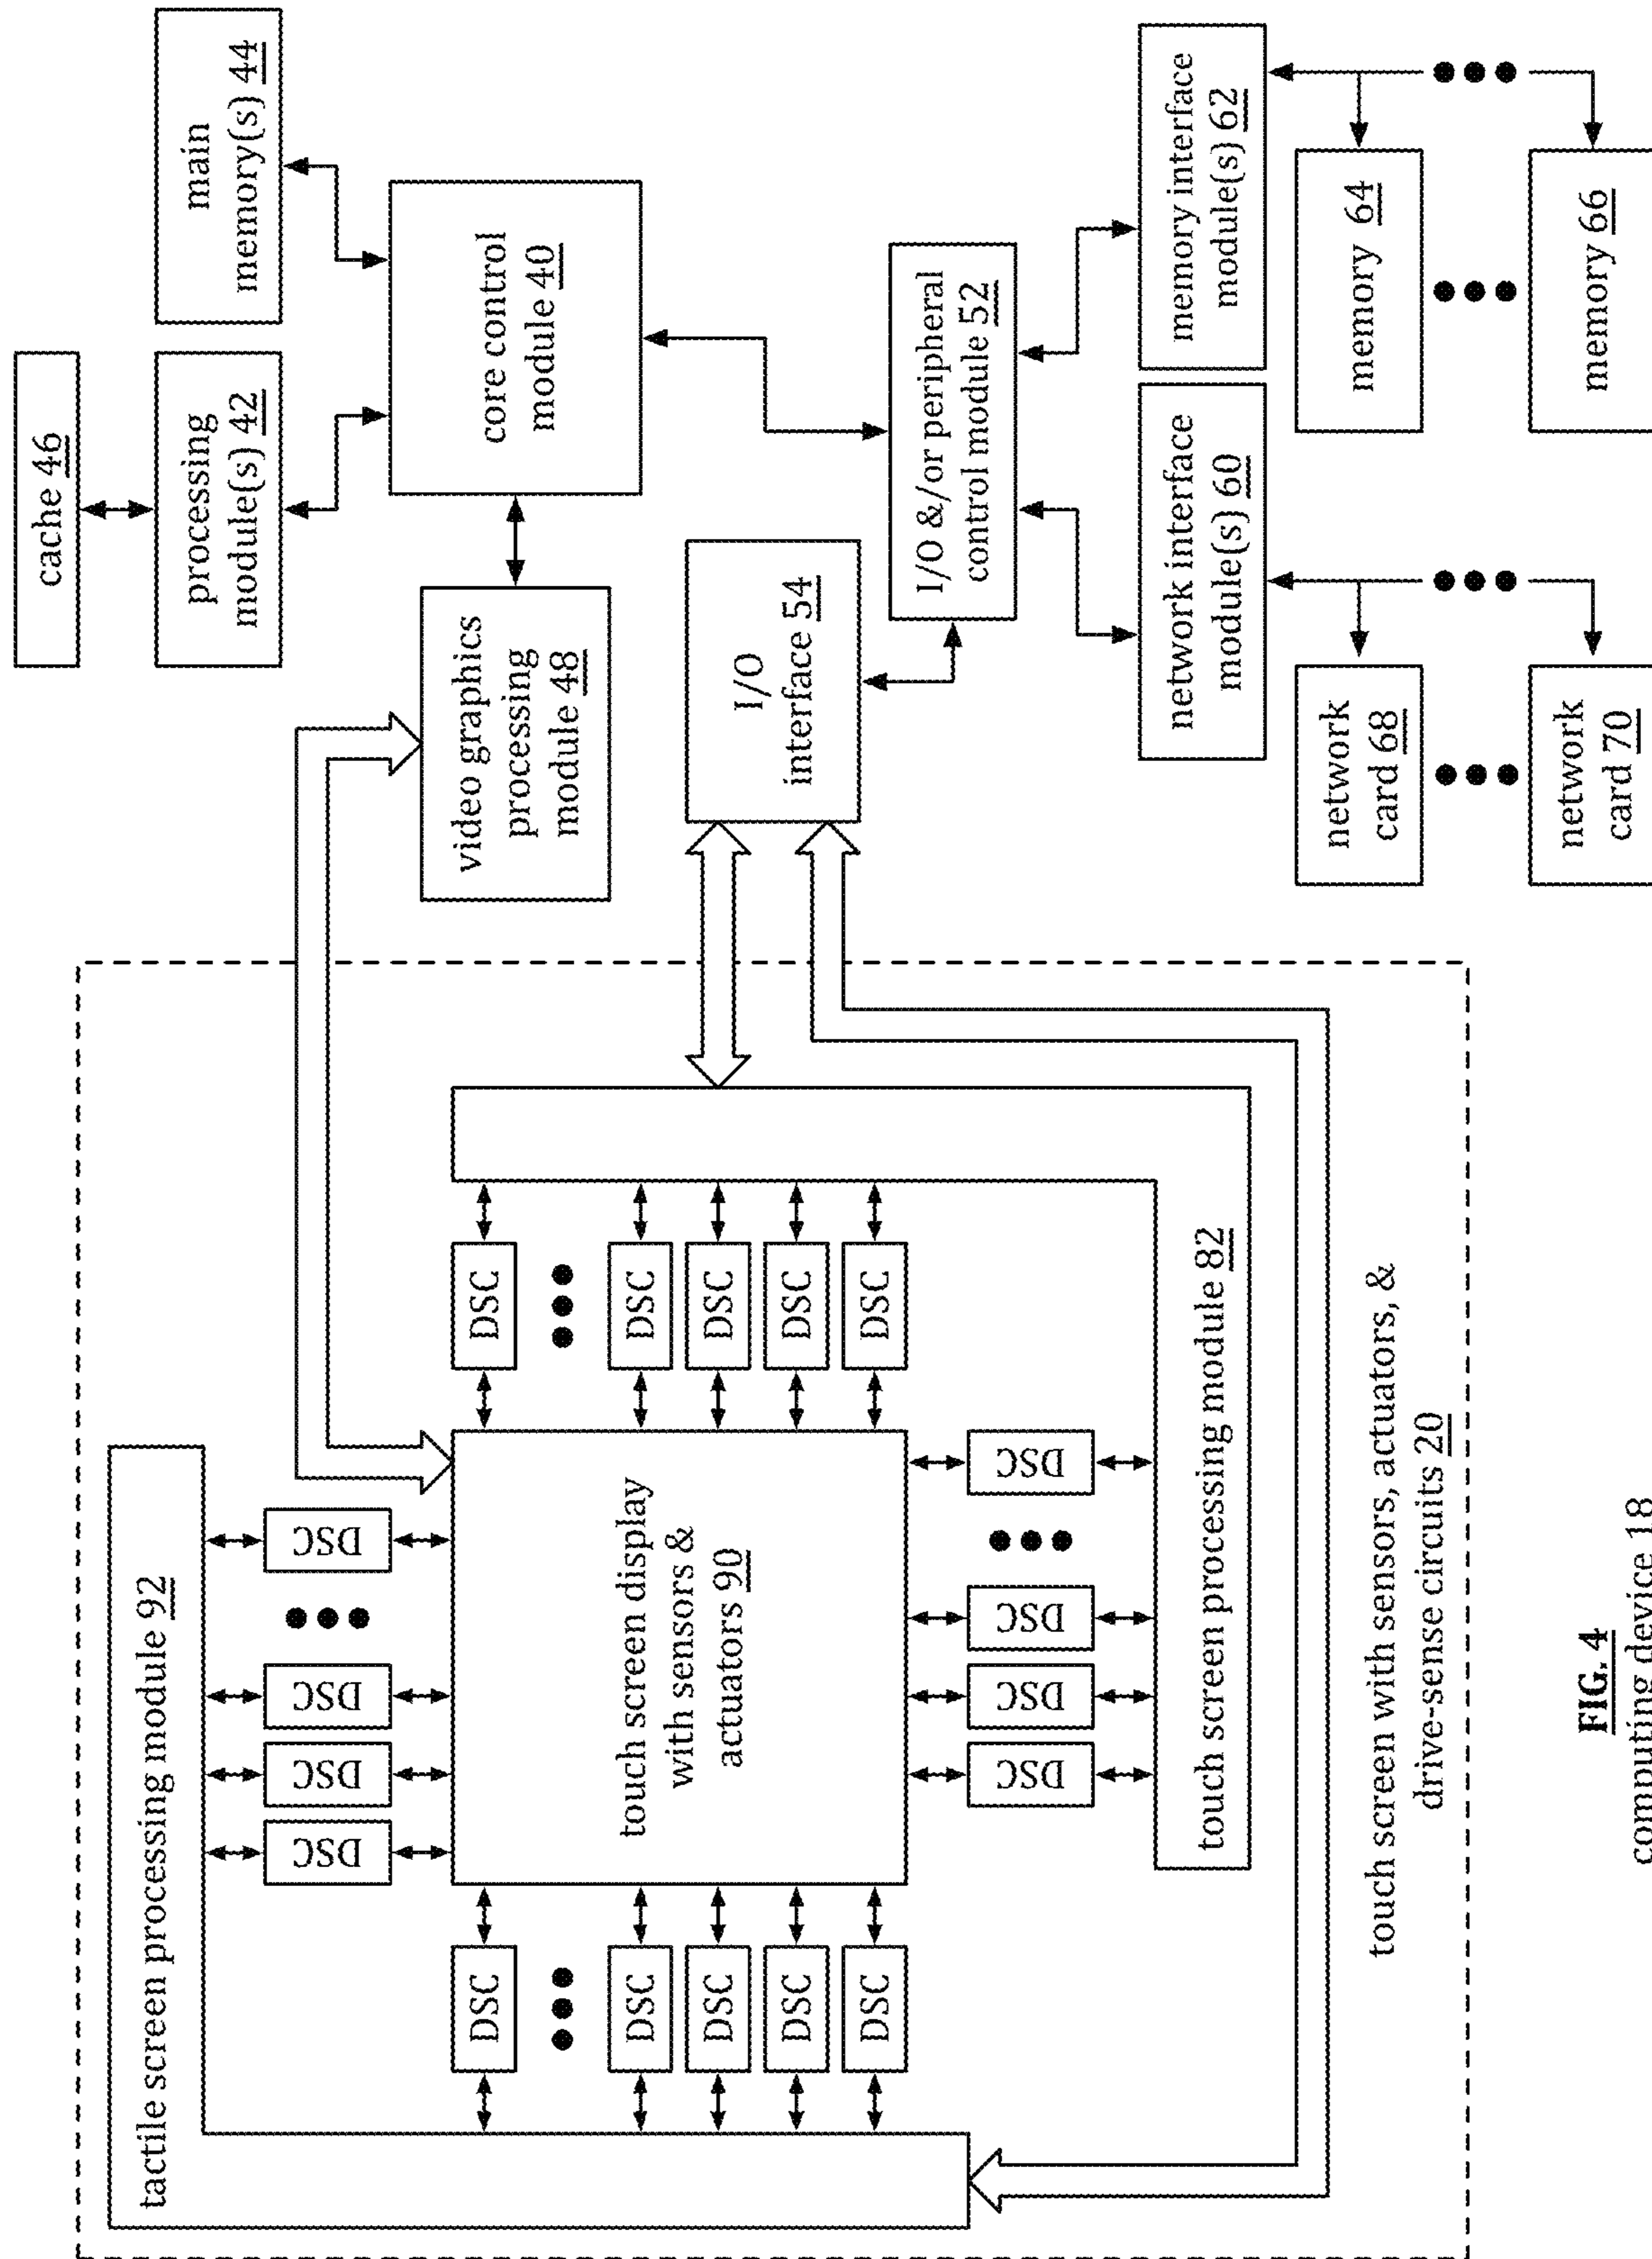 cache 46
tactile screen processing module 92
processing
module(s) 42
main
memory(s) 44
DSC
DSC
DSC
DSC
video graphics
processing
module 48
core control
module 40
DSC
DSC
DSC
DSC
DSC
touch screen display
with sensors &
actuators 90
DSC
DSC
DSC
DSC
DSC
I/O
interface 54
I/O &/or peripheral
control module 52
DSC
DSC
DSC
DSC
touch screen processing module 82
network interface
module(s) 60
memory interface
module(s) 62
touch screen with sensors, actuators, &
drive-sense circuits 20
network
card 68
memory 64
network
card 70
memory 66
FIG. 4
computing device 18